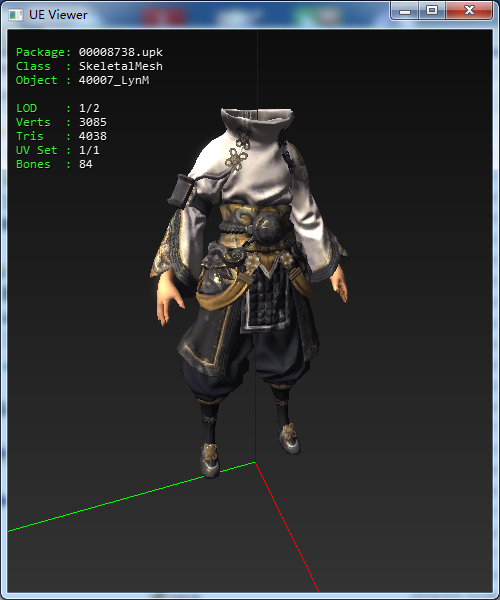 UE Viewer
Package: 00008738.upk
Class : SkeletalMesh
Object : 40007_LynM
LOD : 1/2
Verts : 3085
Tris : 4038
UV Set : 1/1
Bones : 84